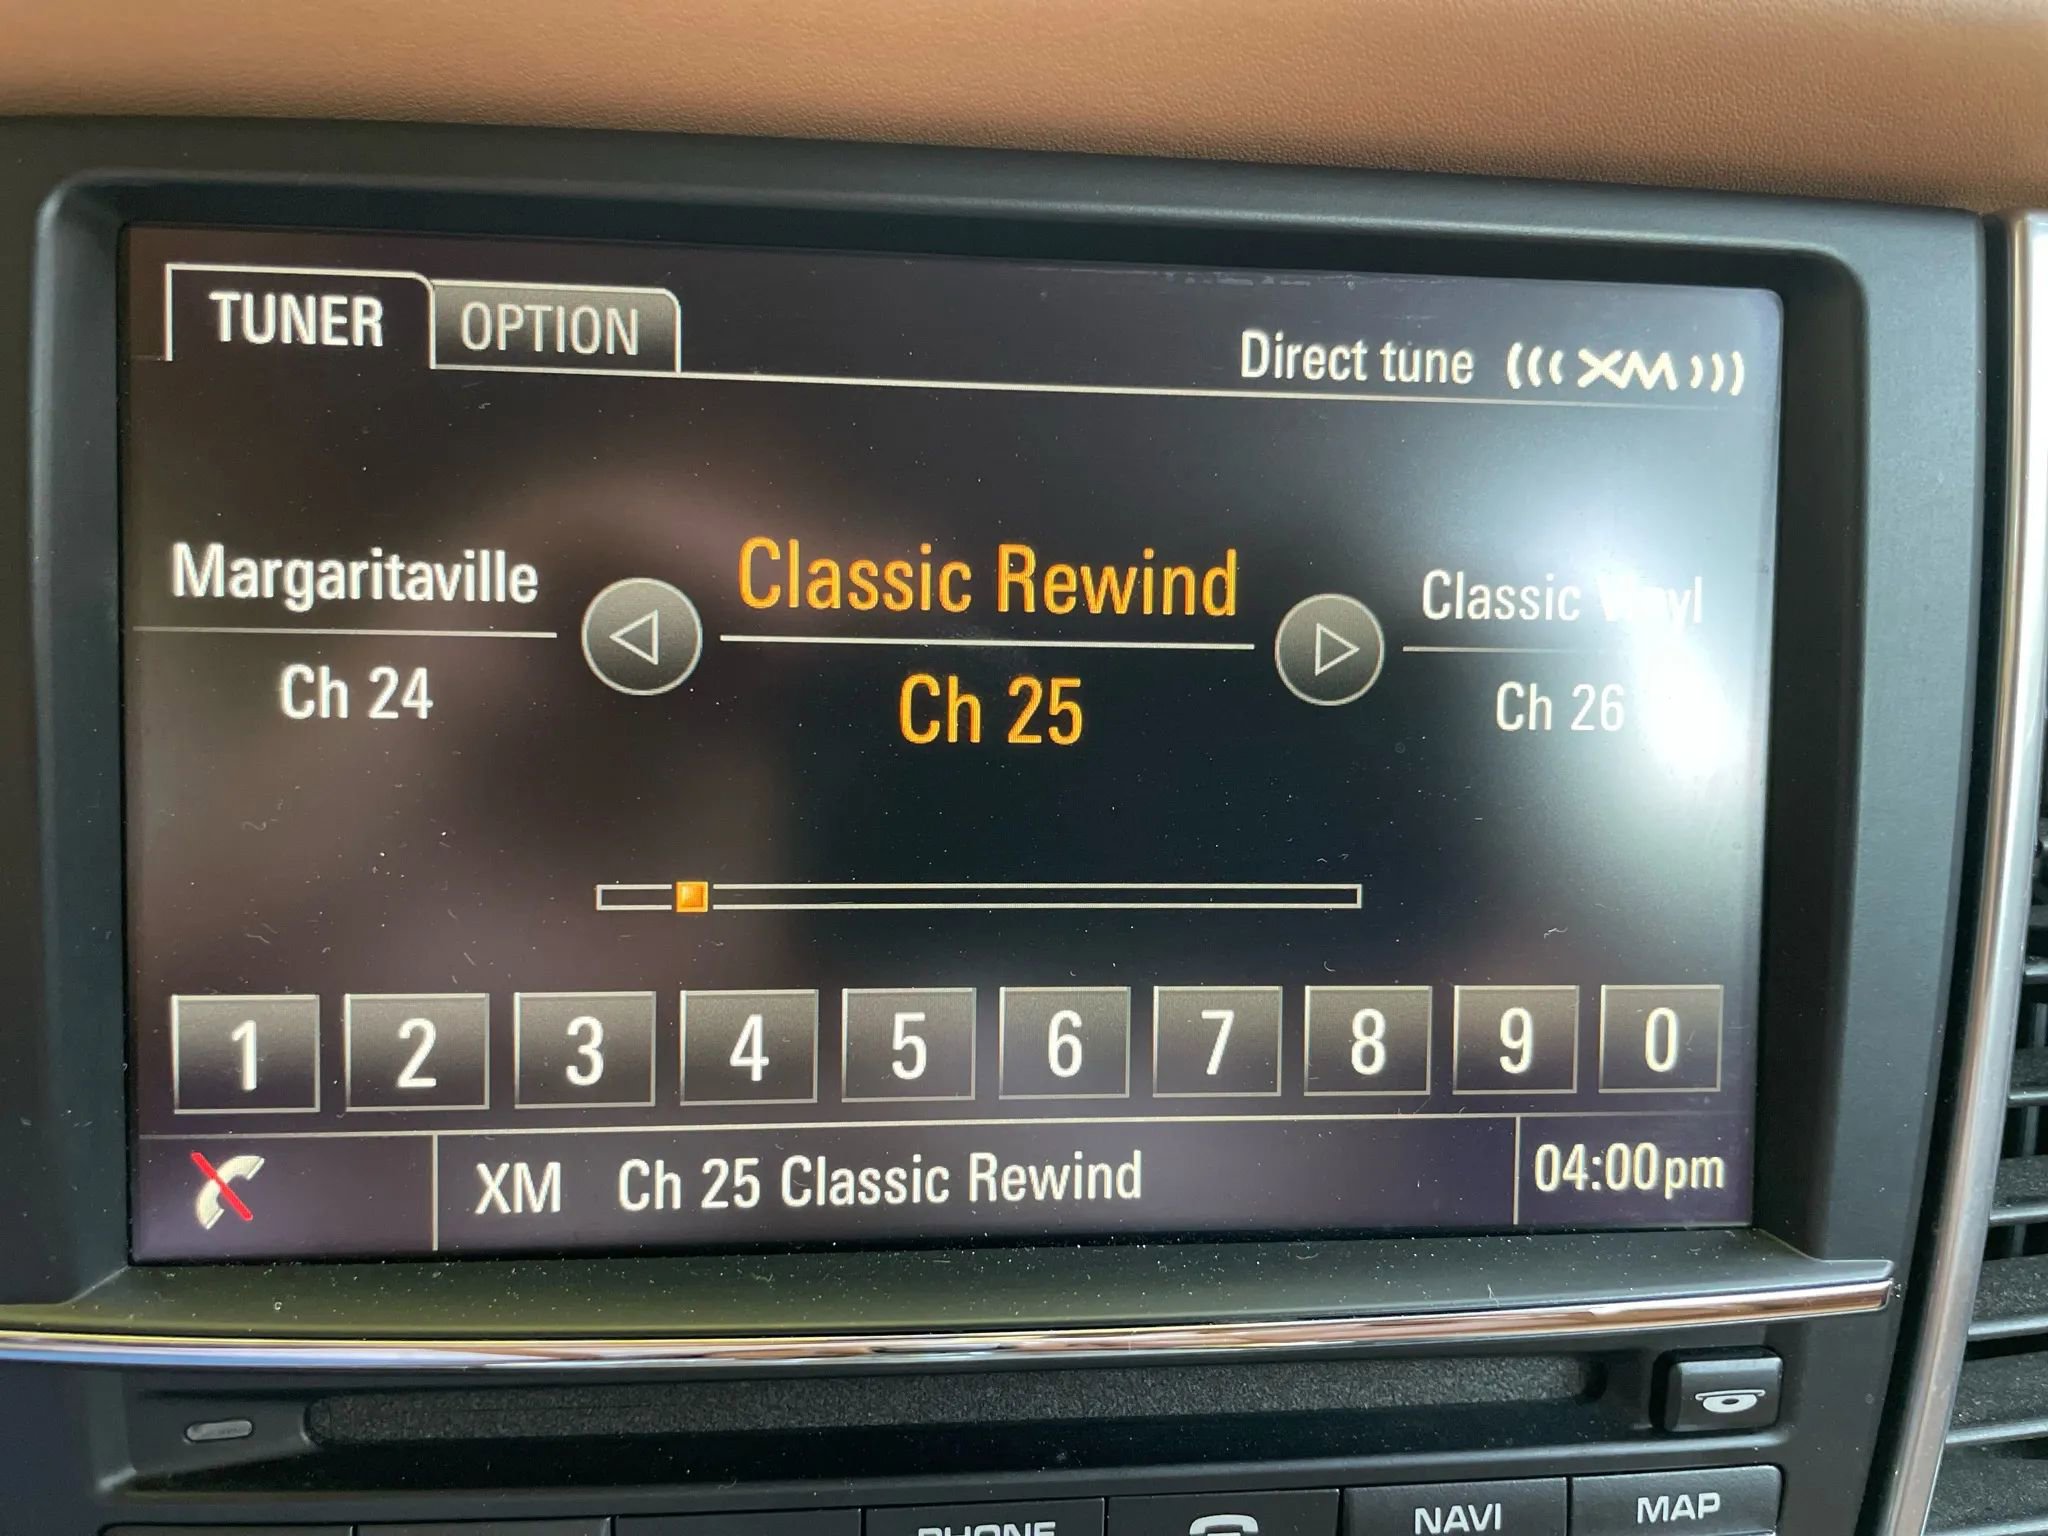 TUNER OPTION
Direct tune ((( XM )))
Margaritaville Classic Rewind Classic
Ch 24 Ch 25 Ch 26
1 2 3 4 5 6 7 8 9 0
XM Ch 25 Classic Rewind 04:00pm
PHONE NAVI MAP